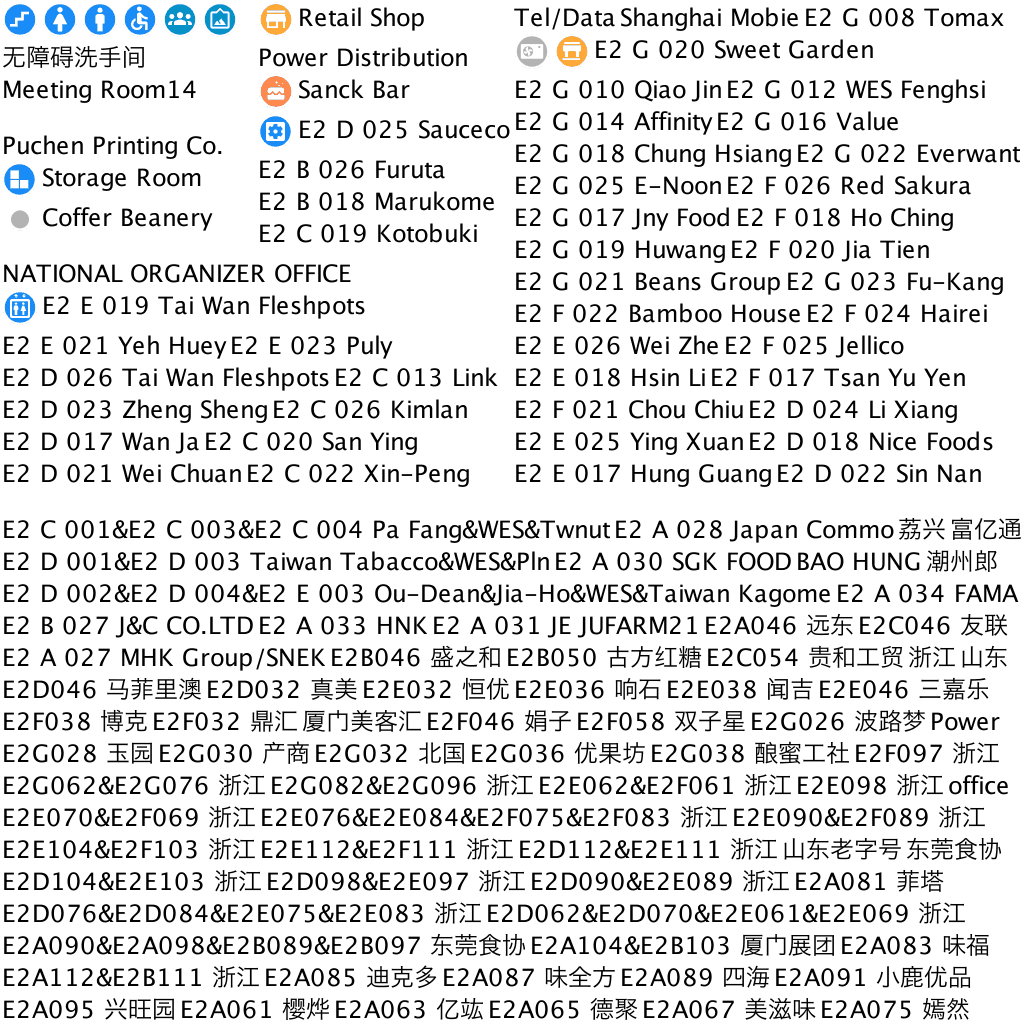 无障碍洗手间
Meeting Room14
Puchen Printing Co.
Storage Room
Coffer Beanery
Retail Shop
Power Distribution
Sanck Bar
E2 D 025 Sauceco
E2 B 026 Furuta
E2 B 018 Marukome
E2 C 019 Kotobuki
NATIONAL ORGANIZER OFFICE
E2 E 019 Tai Wan Fleshpots
E2 E 021 Yeh Huey E2 E 023 Puly
E2 D 026 Tai Wan Fleshpots E2 C 013 Link
E2 D 023 Zheng Sheng E2 C 026 Kimlan
E2 D 017 Wan Ja E2 C 020 San Ying
E2 D 021 Wei Chuan E2 C 022 Xin-Peng
Tel/Data Shanghai Mobie E2 G 008 Tomax
E2 G 020 Sweet Garden
E2 G 010 Qiao Jin E2 G 012 WES Fenghsi
E2 G 014 Affinity E2 G 016 Value
E2 G 018 Chung Hsiang E2 G 022 Everwant
E2 G 025 E-Noon E2 F 026 Red Sakura
E2 G 017 Jny Food E2 F 018 Ho Ching
E2 G 019 Huwang E2 F 020 Jia Tien
E2 G 021 Beans Group E2 G 023 Fu-Kang
E2 F 022 Bamboo House E2 F 024 Hairei
E2 E 026 Wei Zhe E2 F 025 Jellico
E2 E 018 Hsin Li E2 F 017 Tsan Yu Yen
E2 F 021 Chou Chiu E2 D 024 Li Xiang
E2 E 025 Ying Xuan E2 D 018 Nice Foods
E2 E 017 Hung Guang E2 D 022 Sin Nan
E2 C 001&E2 C 003&E2 C 004 Pa Fang&WES&Twnut E2 A 028 Japan Commo 荔兴 富亿通
E2 D 001&E2 D 003 Taiwan Tabacco&WES&Pln E2 A 030 SGK FOOD BAO HUNG 潮州郎
E2 D 002&E2 D 004&E2 E 003 Ou-Dean&Jia-Ho&WES&Taiwan Kagome E2 A 034 FAMA
E2 B 027 J&C CO.LTD E2 A 033 HNK E2 A 031 JE JUFARM21 E2A046 远东 E2C046 友联
E2 A 027 MHK Group/SNEK E2B046 盛之和 E2B050 古方红糖 E2C054 贵和工贸 浙江 山东
E2D046 马菲里澳 E2D032 真美 E2E032 恒优 E2E036 响石 E2E038 闻吉 E2E046 三嘉乐
E2F038 博克 E2F032 鼎汇 厦门美客汇 E2F046 娟子 E2F058 双子星 E2G026 波路梦 Power
E2G028 玉园 E2G030 产商 E2G032 北国 E2G036 优果坊 E2G038 酿蜜工社 E2F097 浙江
E2G062&E2G076 浙江 E2G082&E2G096 浙江 E2E062&E2F061 浙江 E2E098 浙江 office
E2E070&E2F069 浙江 E2E076&E2E084&E2F075&E2F083 浙江 E2E090&E2F089 浙江
E2E104&E2F103 浙江 E2E112&E2F111 浙江 E2D112&E2E111 浙江 山东老字号 东莞食协
E2D104&E2E103 浙江 E2D098&E2E097 浙江 E2D090&E2E089 浙江 E2A081 菲塔
E2D076&E2D084&E2E075&E2E083 浙江 E2D062&E2D070&E2E061&E2E069 浙江
E2A090&E2A098&E2B089&E2B097 东莞食协 E2A104&E2B103 厦门展团 E2A083 味福
E2A112&E2B111 浙江 E2A085 迪克多 E2A087 味全方 E2A089 四海 E2A091 小鹿优品
E2A095 兴旺园 E2A061 樱烨 E2A063 亿竑 E2A065 德聚 E2A067 美滋味 E2A075 嫣然